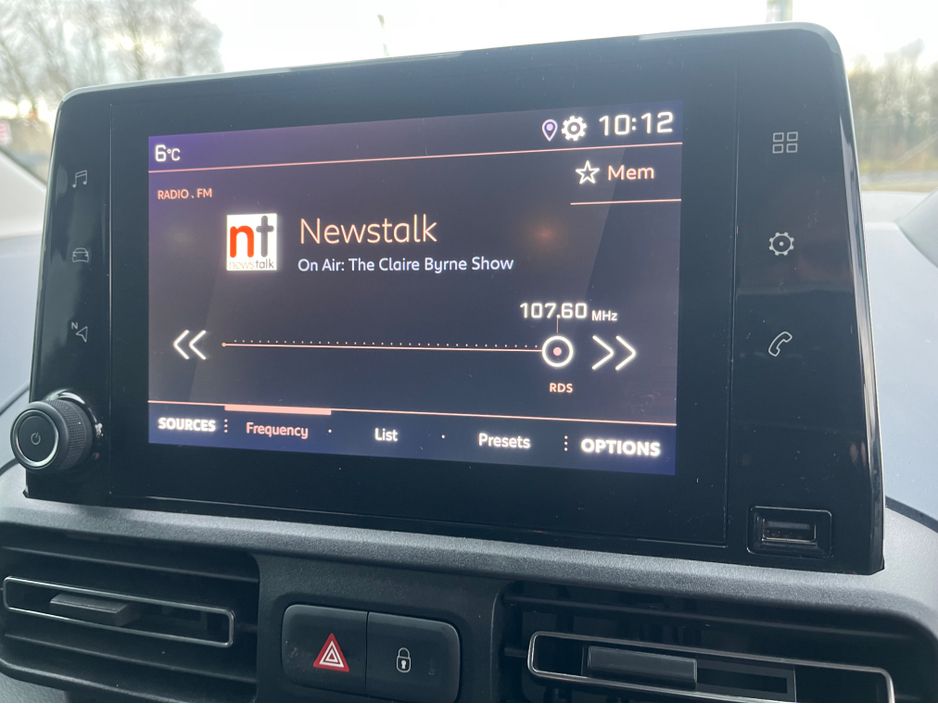 6°C
10:12
Mem
RADIO . FM
nt
newstalk
Newstalk
On Air: The Claire Byrne Show
107.60 MHz
N
RDS
SOURCES
Frequency
List
Presets
OPTIONS